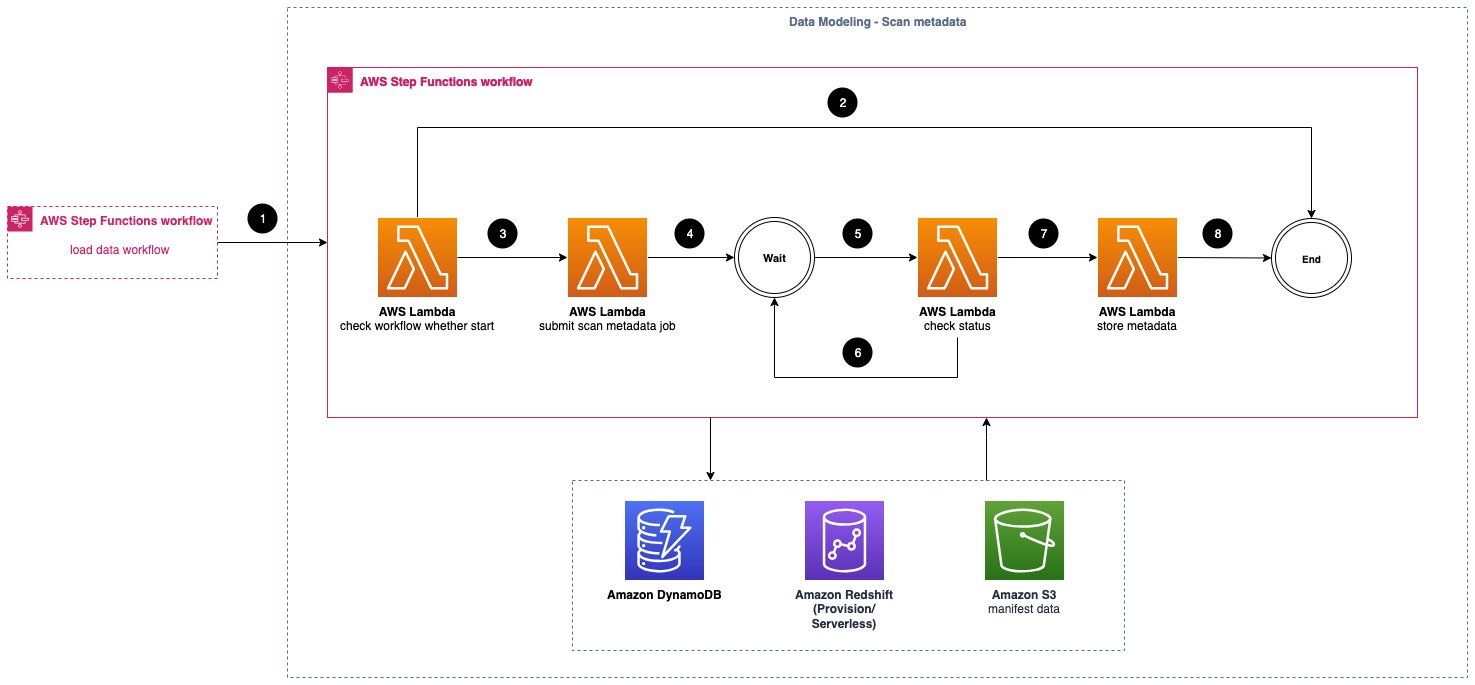 Data Modeling - Scan metadata
AWS Step Functions workflow
2
1
AWS Step Functions workflow
load data workflow
3
4
5
7
8
Wait
End
AWS Lambda
check workflow whether start
AWS Lambda
submit scan metadata job
AWS Lambda
check status
AWS Lambda
store metadata
6
Amazon DynamoDB
Amazon Redshift
(Provision/
Serverless)
Amazon S3
manifest data